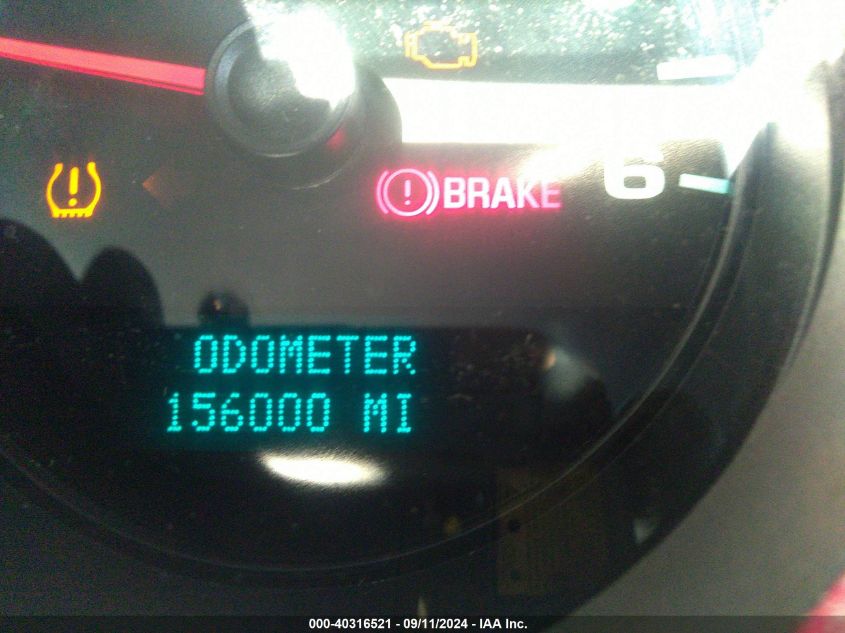 BRAKE
6
ODOMETER
156000 MI
000-40316521 - 09/11/2024 - IAA Inc.